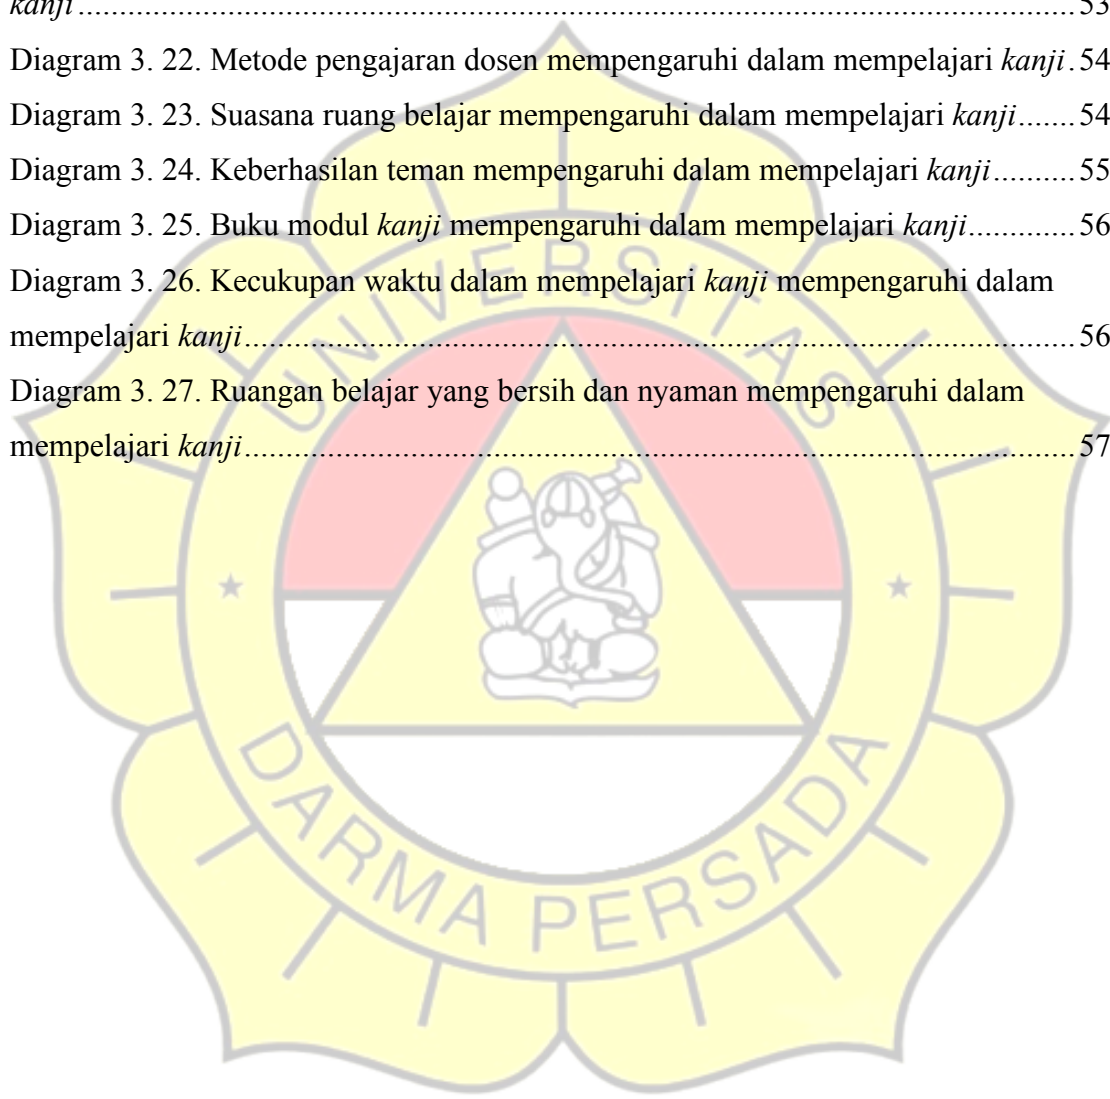 kanji...........................................................................................................................53
Diagram 3. 22. Metode pengajaran dosen mempengaruhi dalam mempelajari kanji.54
Diagram 3. 23. Suasana ruang belajar mempengaruhi dalam mempelajari kanji.......54
Diagram 3. 24. Keberhasilan teman mempengaruhi dalam mempelajari kanji..........55
Diagram 3. 25. Buku modul kanji mempengaruhi dalam mempelajari kanji............56
Diagram 3. 26. Kecukupan waktu dalam mempelajari kanji mempengaruhi dalam
mempelajari kanji.......................................................................................................56
Diagram 3. 27. Ruangan belajar yang bersih dan nyaman mempengaruhi dalam
mempelajari kanji.......................................................................................................57
UNIVERSITAS
DARMA PERSADA